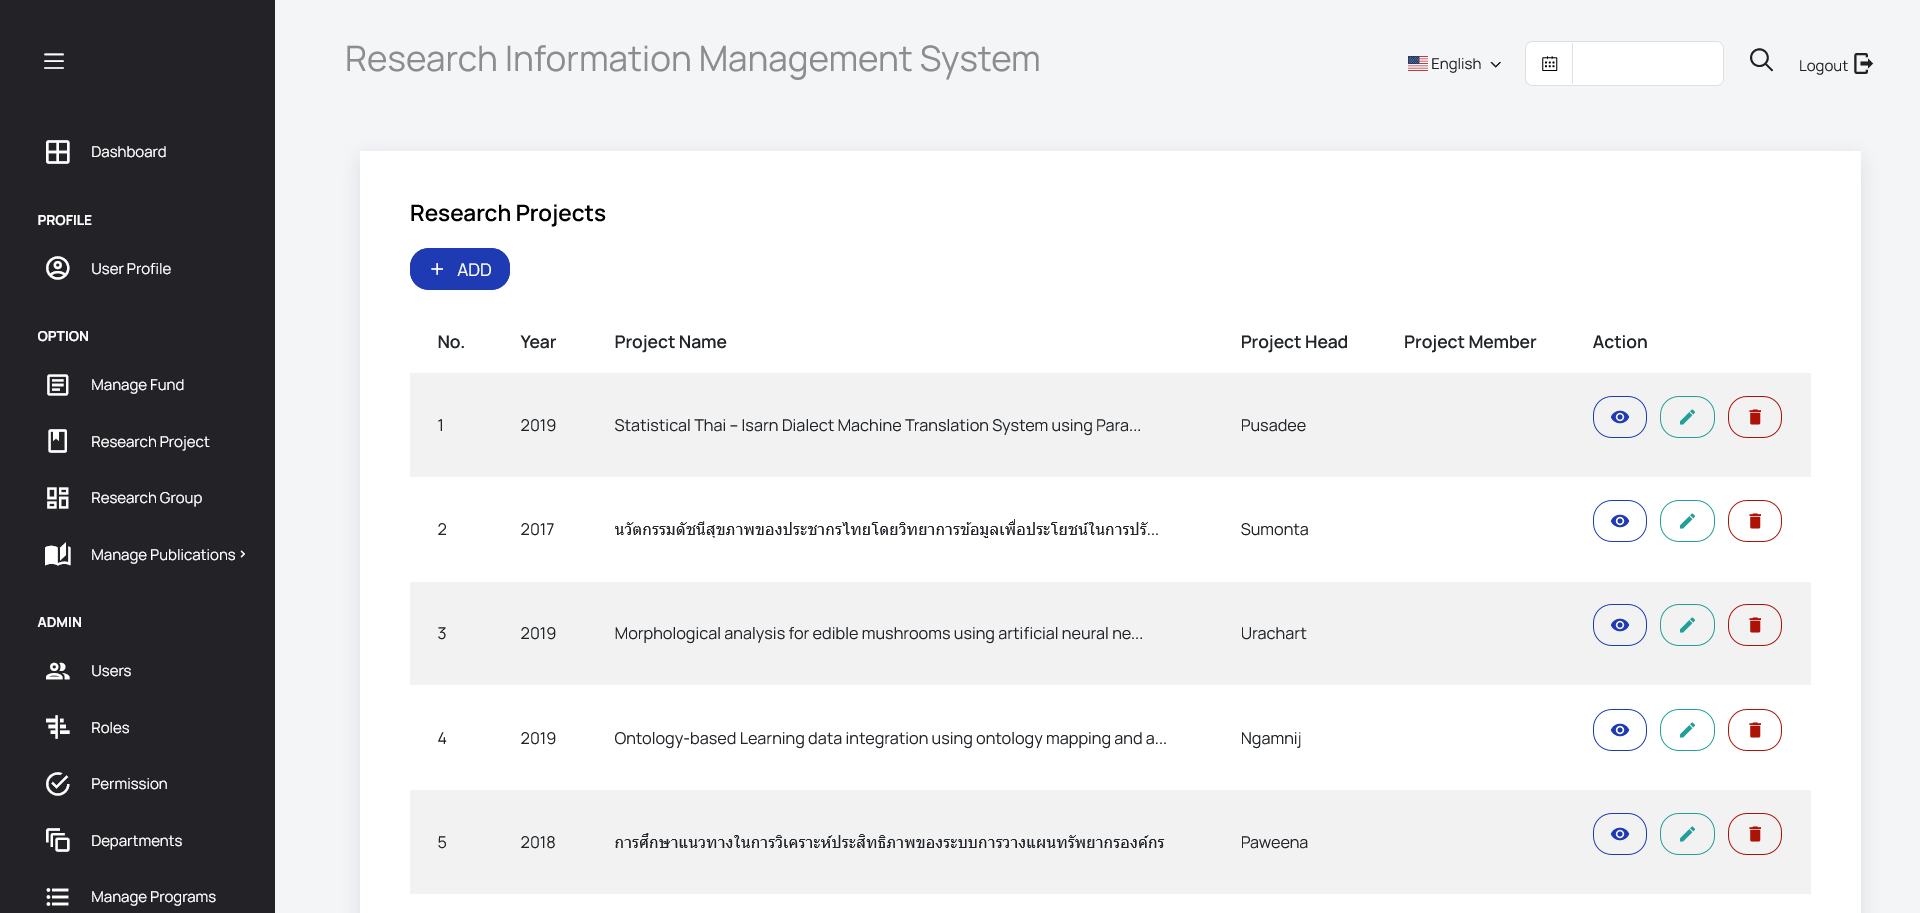 Research Information Management System
English
Logout
Dashboard
PROFILE
User Profile
OPTION
Manage Fund
Research Project
Research Group
Manage Publications
ADMIN
Users
Roles
Permission
Departments
Manage Programs
Research Projects
+ ADD
No. Year Project Name Project Head Project Member Action
1 2019 Statistical Thai – Isarn Dialect Machine Translation System using Para... Pusadee
2 2017 นวัตกรรมดัชนีสุขภาพของประชากรไทยโดยวิทยาการข้อมูลเพื่อประโยชน์ในการปรั... Sumonta
3 2019 Morphological analysis for edible mushrooms using artificial neural ne... Urachart
4 2019 Ontology-based Learning data integration using ontology mapping and a... Ngamnij
5 2018 การศึกษาแนวทางในการวิเคราะห์ประสิทธิภาพของระบบการวางแผนทรัพยากรองค์กร Paweena